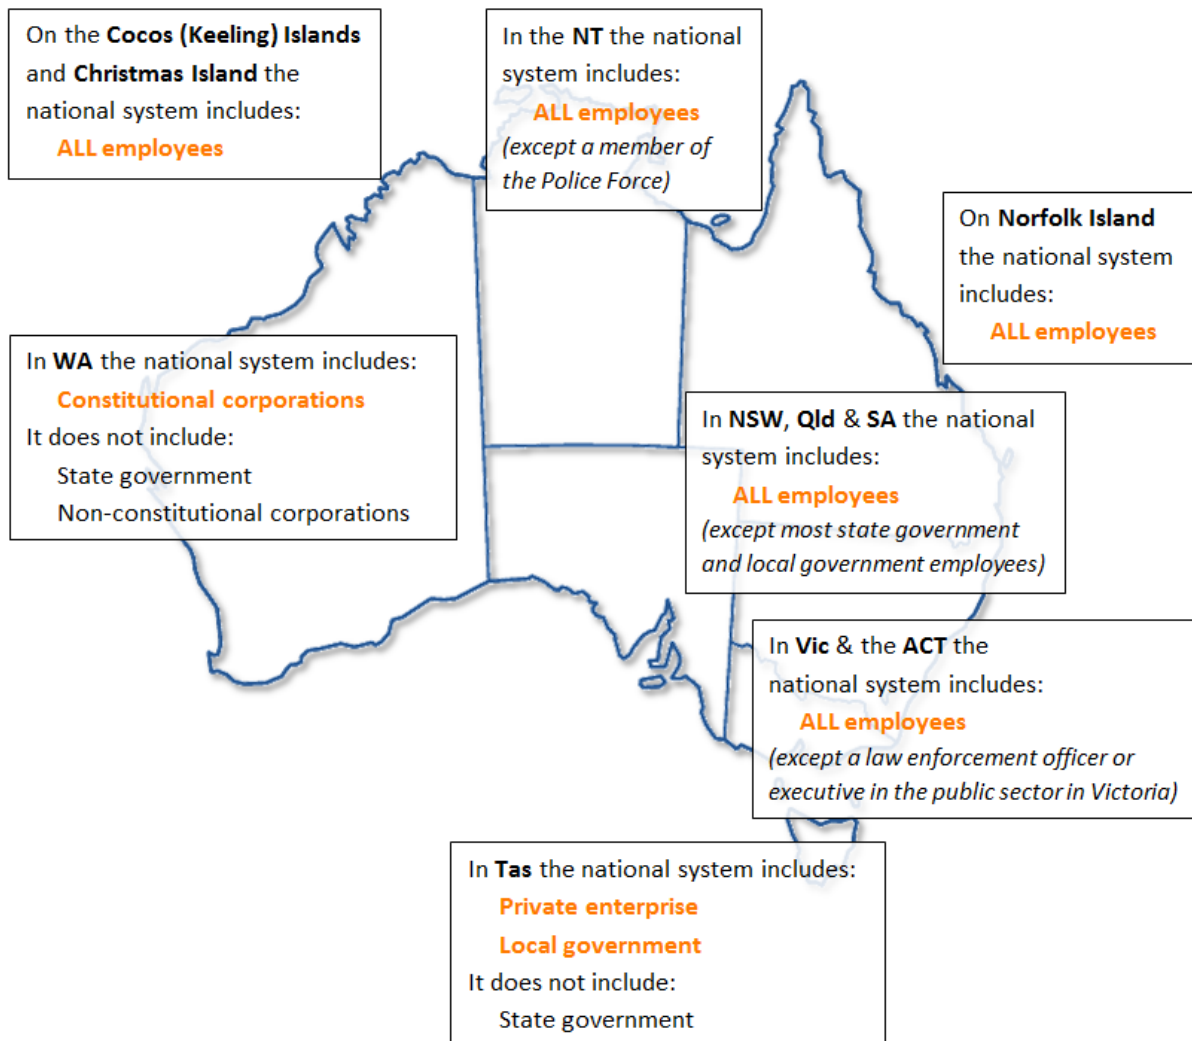 On the Cocos (Keeling) Islands
and Christmas Island the
national system includes:
ALL employees
In the NT the national
system includes:
ALL employees
(except a member of
the Police Force)
On Norfolk Island
the national system
includes:
ALL employees
In WA the national system includes:
Constitutional corporations
It does not include:
State government
Non-constitutional corporations
In NSW, Qld & SA the national
system includes:
ALL employees
(except most state government
and local government employees)
In Vic & the ACT the
national system includes:
ALL employees
(except a law enforcement officer or
executive in the public sector in Victoria)
In Tas the national system includes:
Private enterprise
Local government
It does not include:
State government